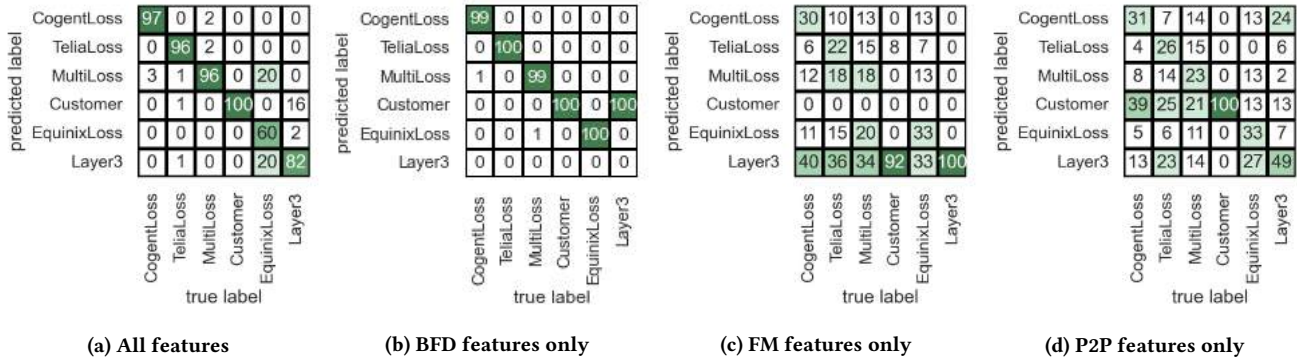 CogentLoss 97 0 2 0 0 0
TeliaLoss 0 96 2 0 0 0
MultiLoss 3 1 96 0 20 0
Customer 0 1 0 100 0 16
EquinixLoss 0 0 0 0 60 2
Layer3 0 1 0 0 20 82
predicted label
CogentLoss TeliaLoss MultiLoss Customer EquinixLoss Layer3
true label
(a) All features
CogentLoss 99 0 0 0 0 0
TeliaLoss 0 100 0 0 0 0
MultiLoss 1 0 99 0 0 0
Customer 0 0 0 100 0 100
EquinixLoss 0 0 1 0 100 0
Layer3 0 0 0 0 0 0
predicted label
CogentLoss TeliaLoss MultiLoss Customer EquinixLoss Layer3
true label
(b) BFD features only
CogentLoss 30 10 13 0 13 0
TeliaLoss 6 22 15 8 7 0
MultiLoss 12 18 18 0 13 0
Customer 0 0 0 0 0 0
EquinixLoss 11 15 20 0 33 0
Layer3 40 36 34 92 33 100
predicted label
CogentLoss TeliaLoss MultiLoss Customer EquinixLoss Layer3
true label
(c) FM features only
CogentLoss 31 7 14 0 13 24
TeliaLoss 4 26 15 0 0 6
MultiLoss 8 14 23 0 13 2
Customer 39 25 21 100 13 13
EquinixLoss 5 6 11 0 33 7
Layer3 13 23 14 0 27 49
predicted label
CogentLoss TeliaLoss MultiLoss Customer EquinixLoss Layer3
true label
(d) P2P features only